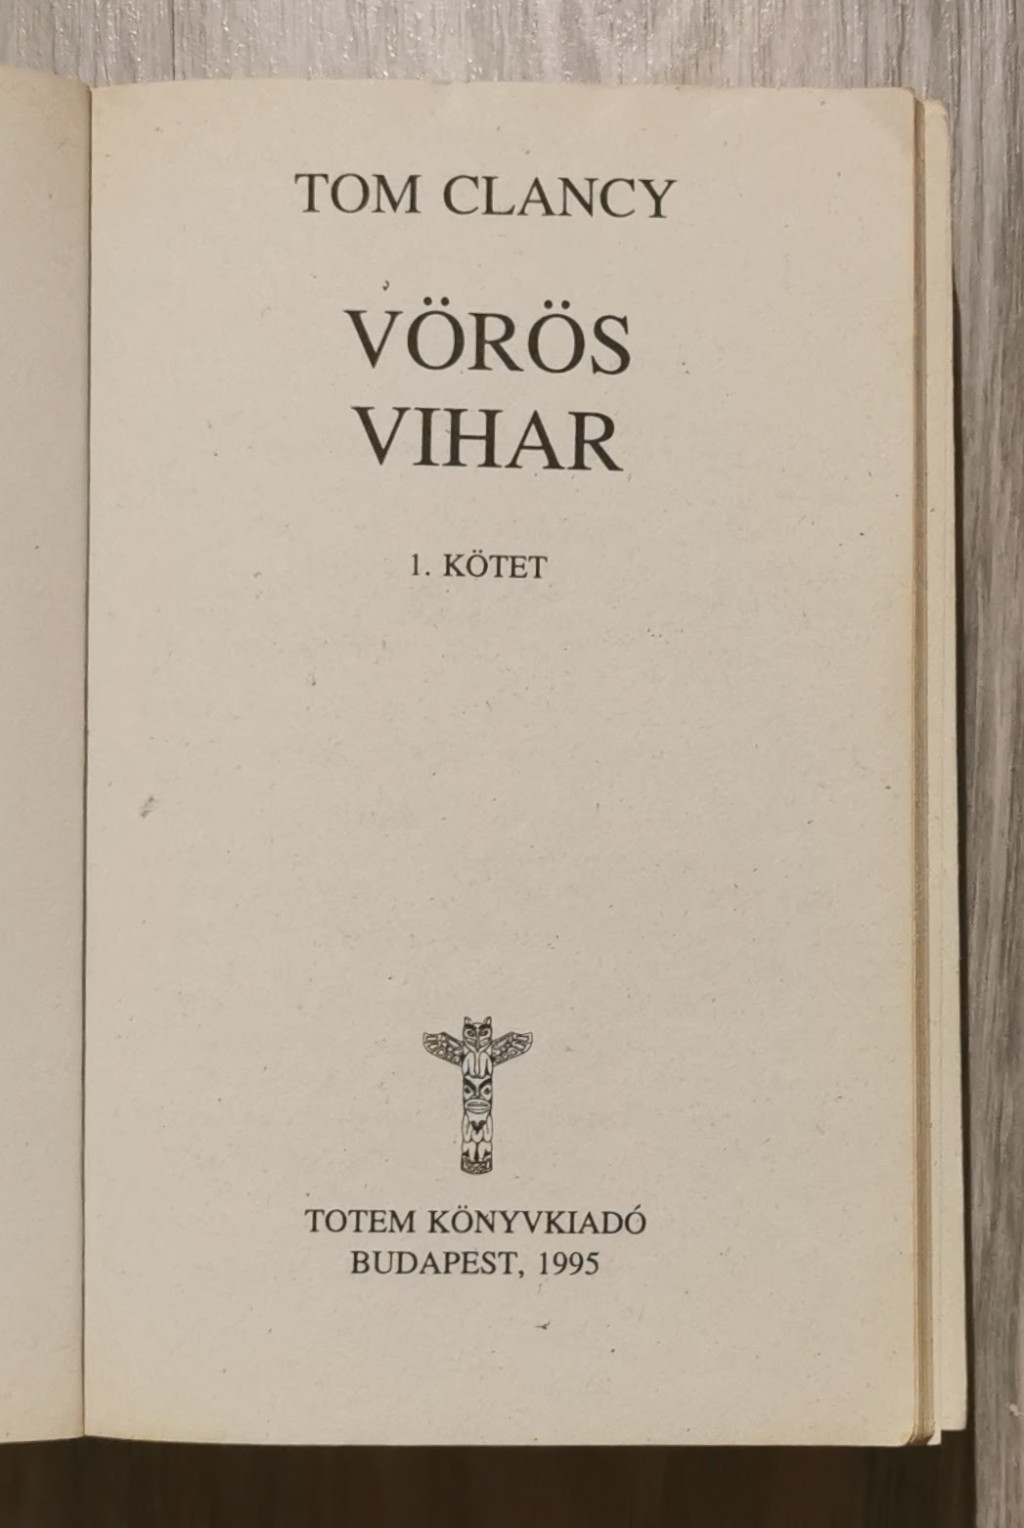 TOM CLANCY
VÖRÖS
VIHAR
1. KÖTET
TOTEM KÖNYVKIADÓ
BUDAPEST, 1995